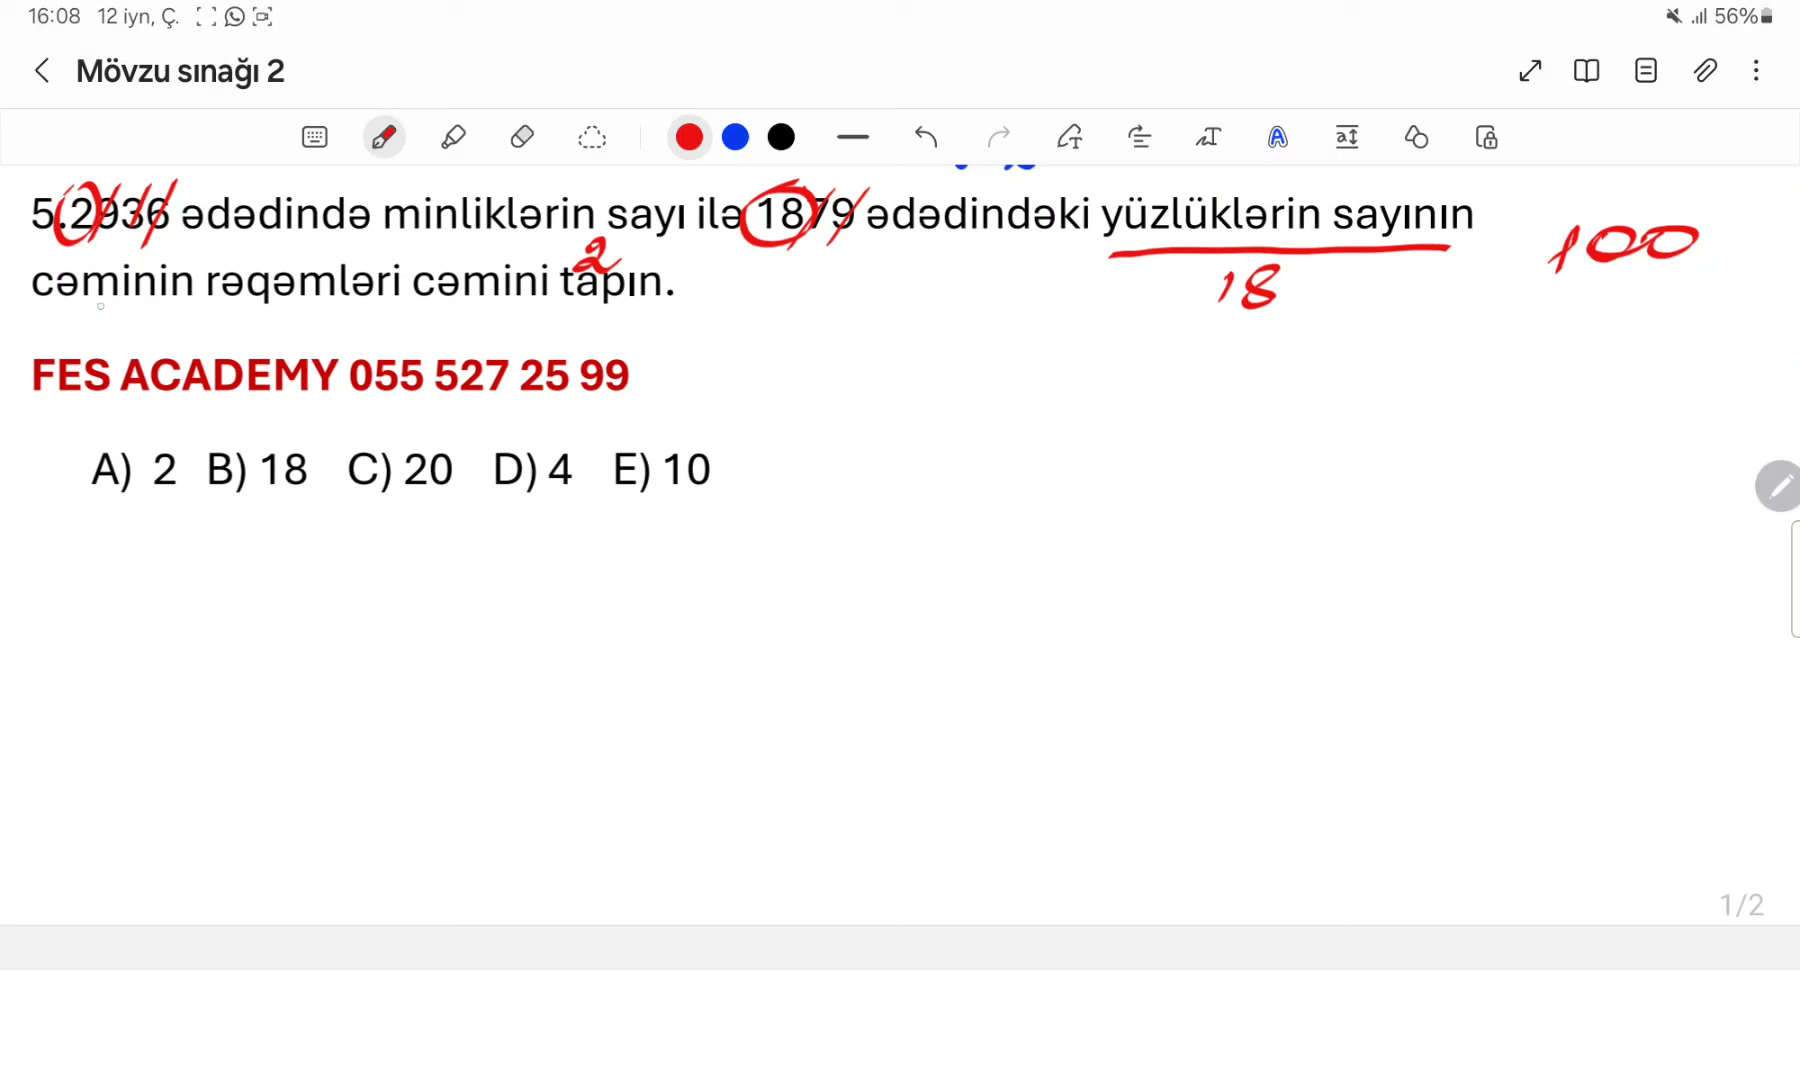 16:08 12 iyn, Ç. 56%
Mövzu sınağı 2
5.2936 ədədində minliklərin sayı ilə 1879 ədədindəki yüzlüklərin sayının
100
2
18
cəminin rəqəmləri cəmini tapın.
FES ACADEMY 055 527 25 99
A) 2 B) 18 C) 20 D) 4 E) 10
1/2